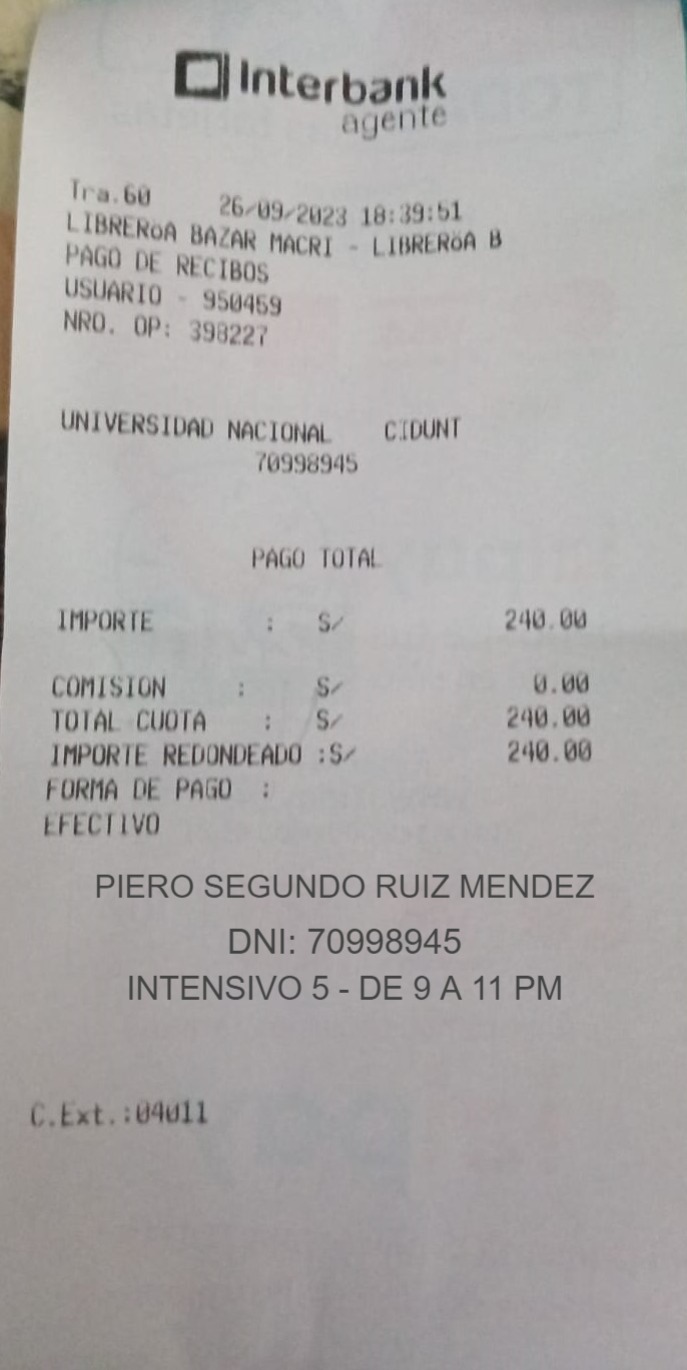 Interbank
agente
Tra.60 26/09/2023 18:39:51
LIBREROA BAZAR MACRI - LIBREROA B
PAGO DE RECIBOS
USUARIO - 950459
NRO. OP: 398227
UNIVERSIDAD NACIONAL CIDUNT
70998945
PAGO TOTAL
IMPORTE : S/ 240.00
COMISION : S/ 0.00
TOTAL CUOTA : S/ 240.00
IMPORTE REDONDEADO :S/ 240.00
FORMA DE PAGO :
EFECTIVO
PIERO SEGUNDO RUIZ MENDEZ
DNI: 70998945
INTENSIVO 5 - DE 9 A 11 PM
C.Ext.:04011